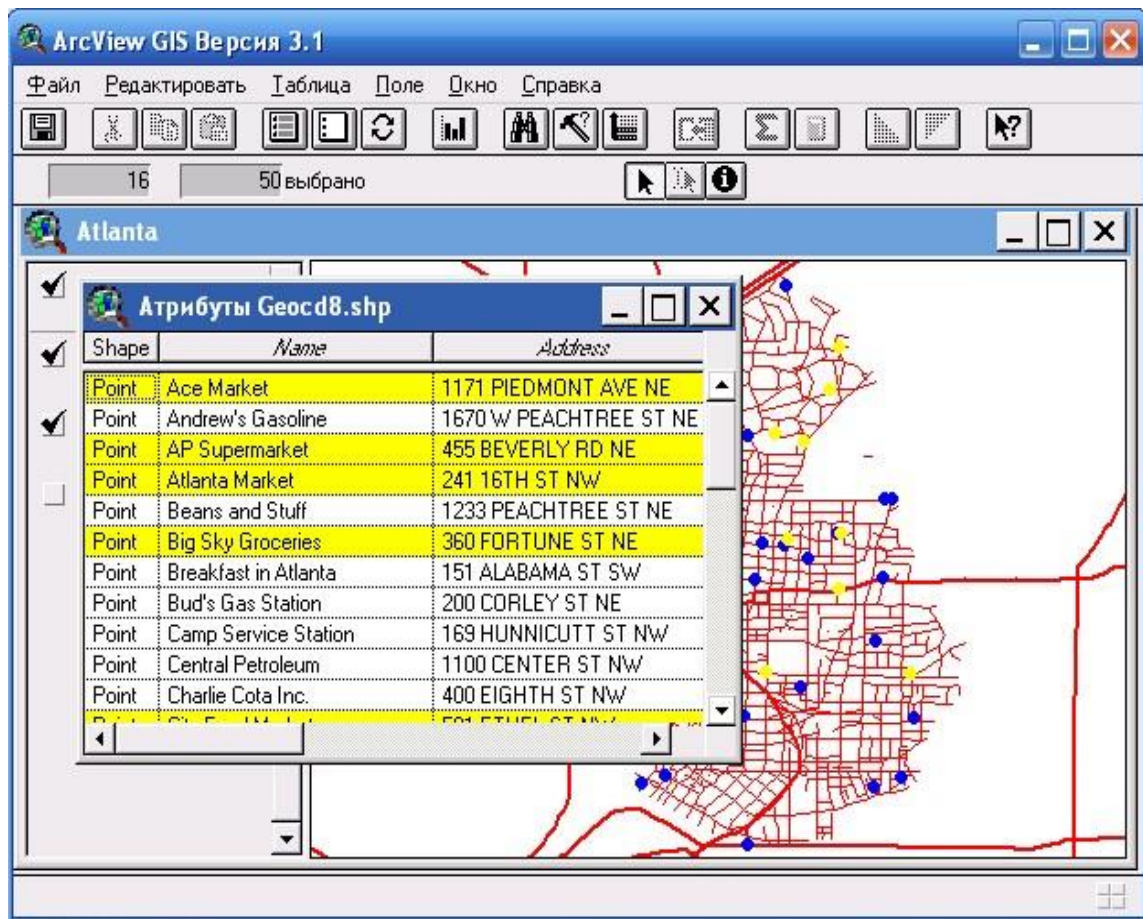 ArcView GIS Версия 3.1
Файл Редактировать Таблица Поле Окно Справка
16 50 выбрано
Atlanta
Атрибуты Geocd8.shp
Shape Name Address
Point Ace Market 1171 PIEDMONT AVE NE
Point Andrew's Gasoline 1670 W PEACHTREE ST NE
Point AP Supermarket 455 BEVERLY RD NE
Point Atlanta Market 241 16TH ST NW
Point Beans and Stuff 1233 PEACHTREE ST NE
Point Big Sky Groceries 360 FORTUNE ST NE
Point Breakfast in Atlanta 151 ALABAMA ST SW
Point Bud's Gas Station 200 CORLEY ST NE
Point Camp Service Station 169 HUNNICUTT ST NW
Point Central Petroleum 1100 CENTER ST NW
Point Charlie Cota Inc. 400 EIGHTH ST NW